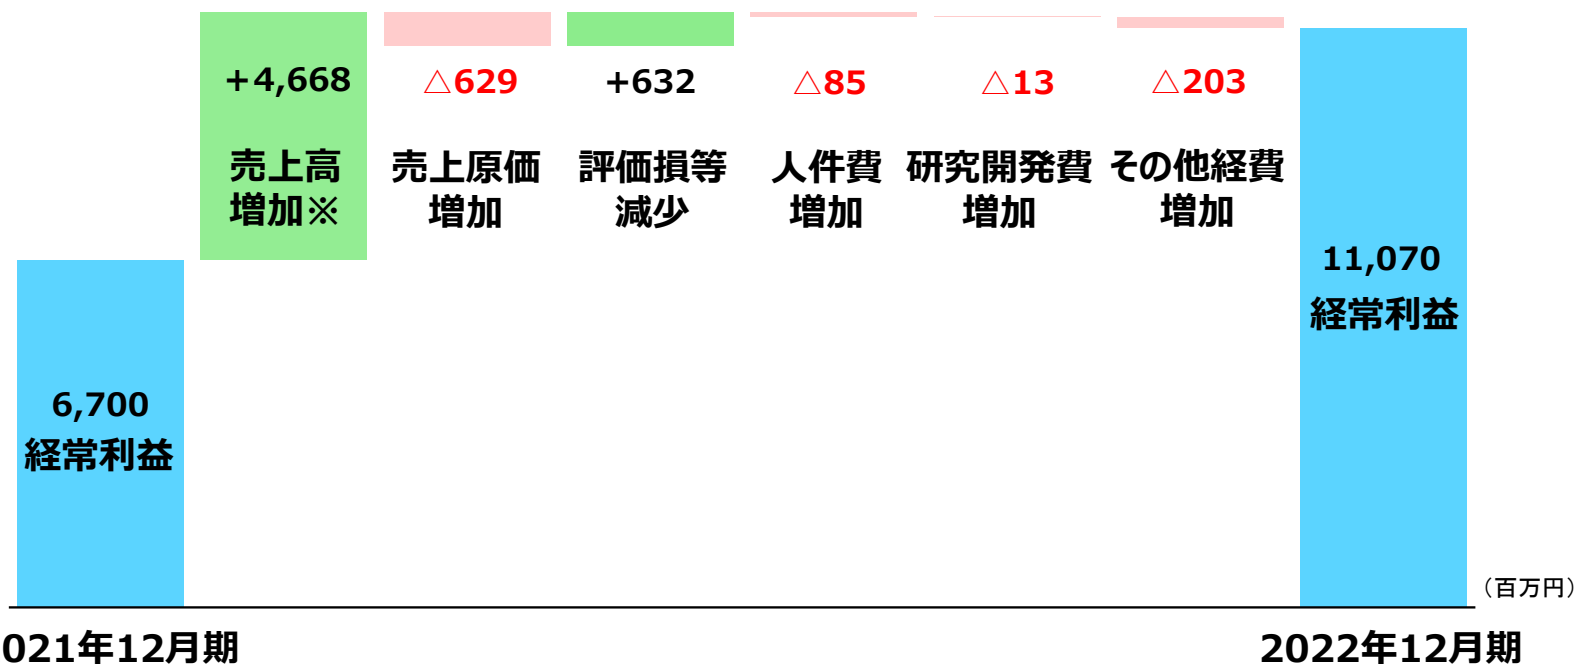 +4,668
売上高
増加※
△629
売上原価
増加
+632
評価損等
減少
△85
人件費
増加
△13
研究開発費
増加
△203
その他経費
増加
11,070
経常利益
6,700
経常利益
（百万円）
021年12月期
2022年12月期